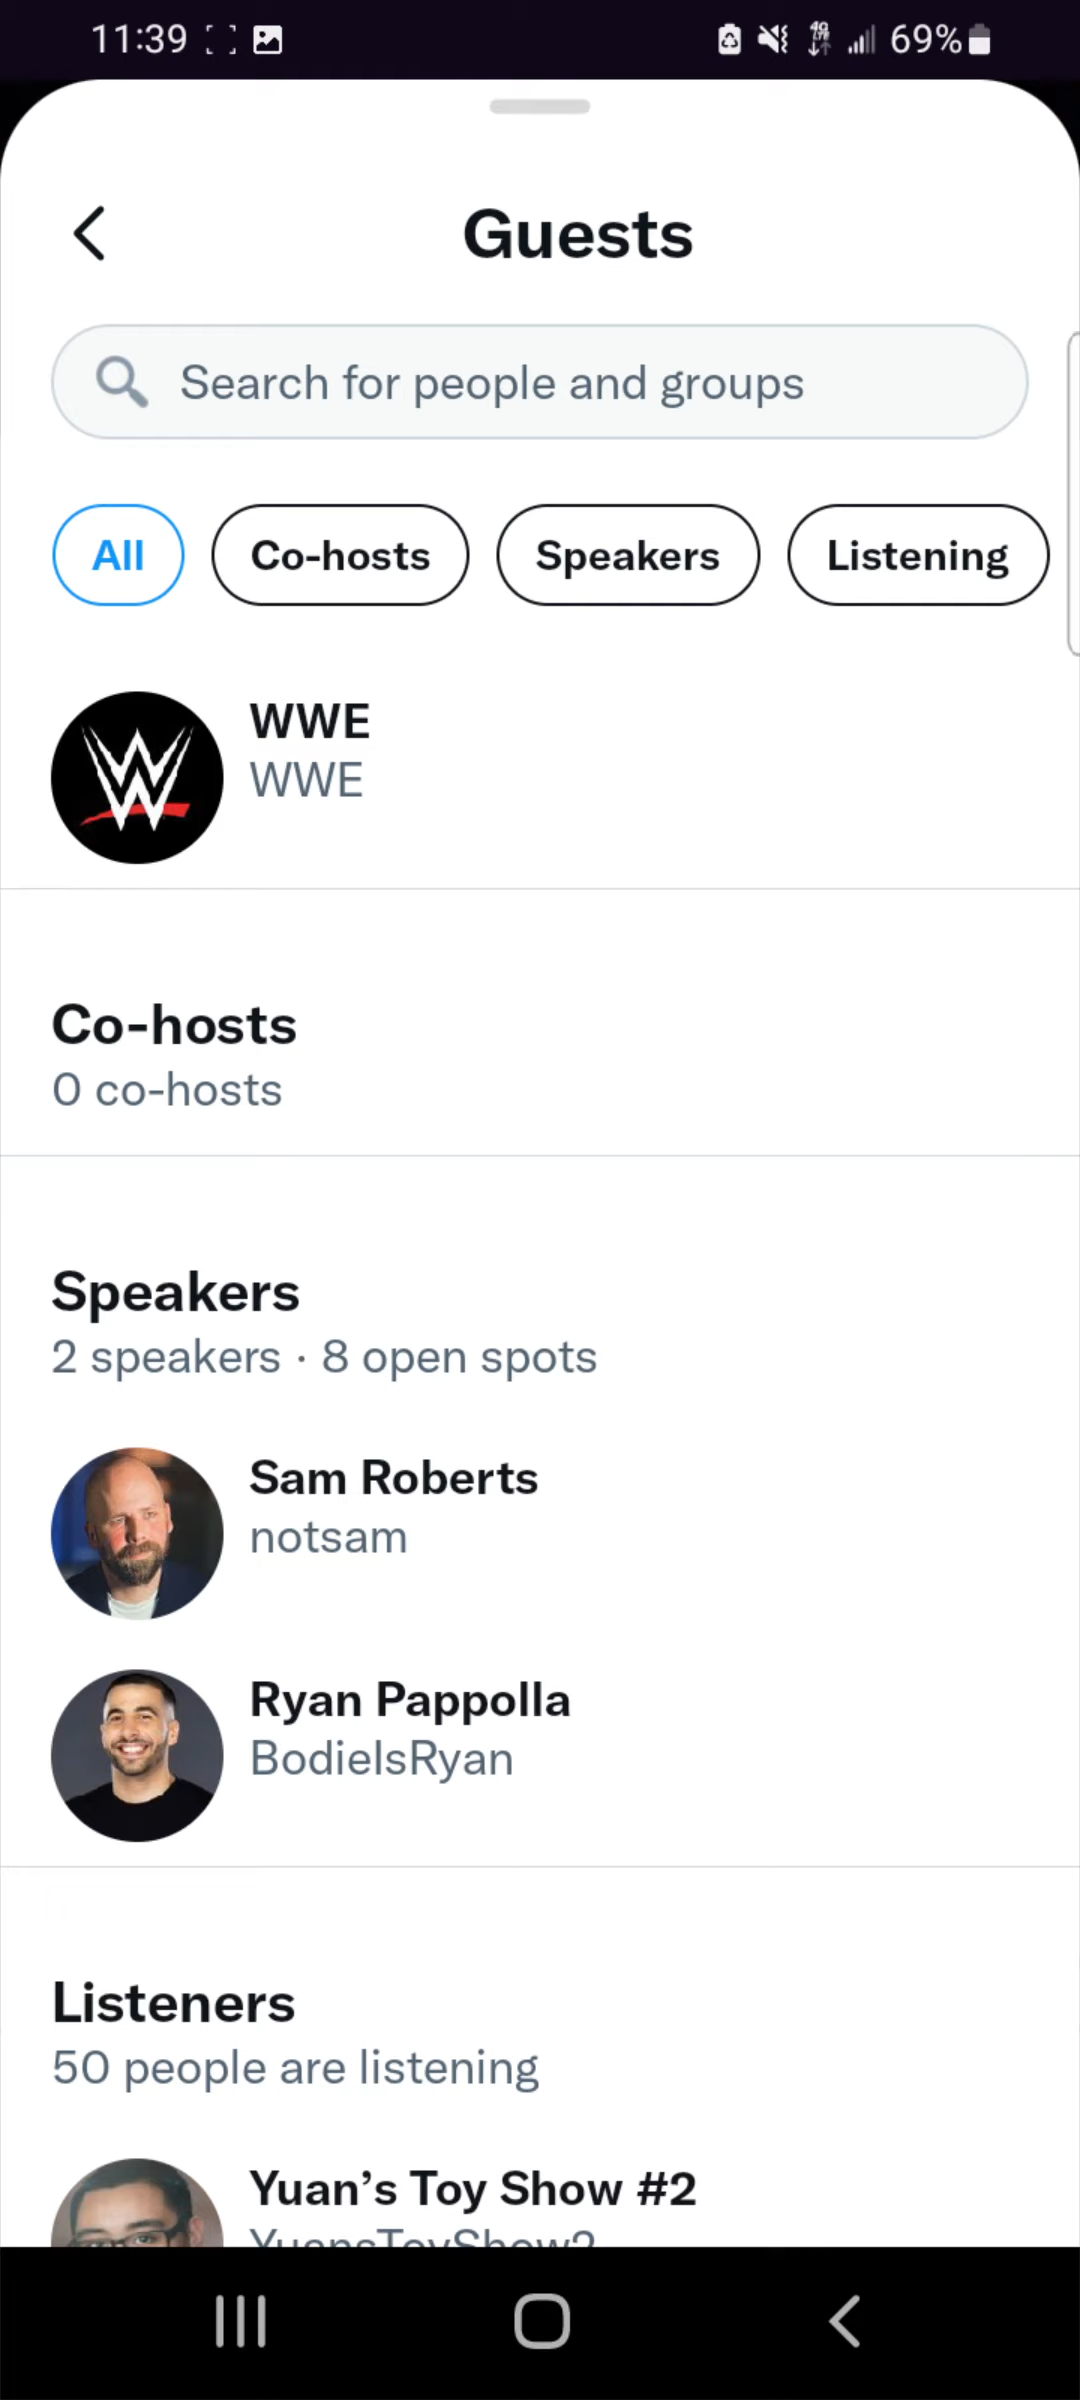 11:39
4G
69%
Guests
Search for people and groups
All
Co-hosts
Speakers
Listening
WWE
WWE
Co-hosts
0 co-hosts
Speakers
2 speakers · 8 open spots
Sam Roberts
notsam
Ryan Pappolla
BodieIsRyan
Listeners
50 people are listening
Yuan’s Toy Show #2
YuansToyShow2